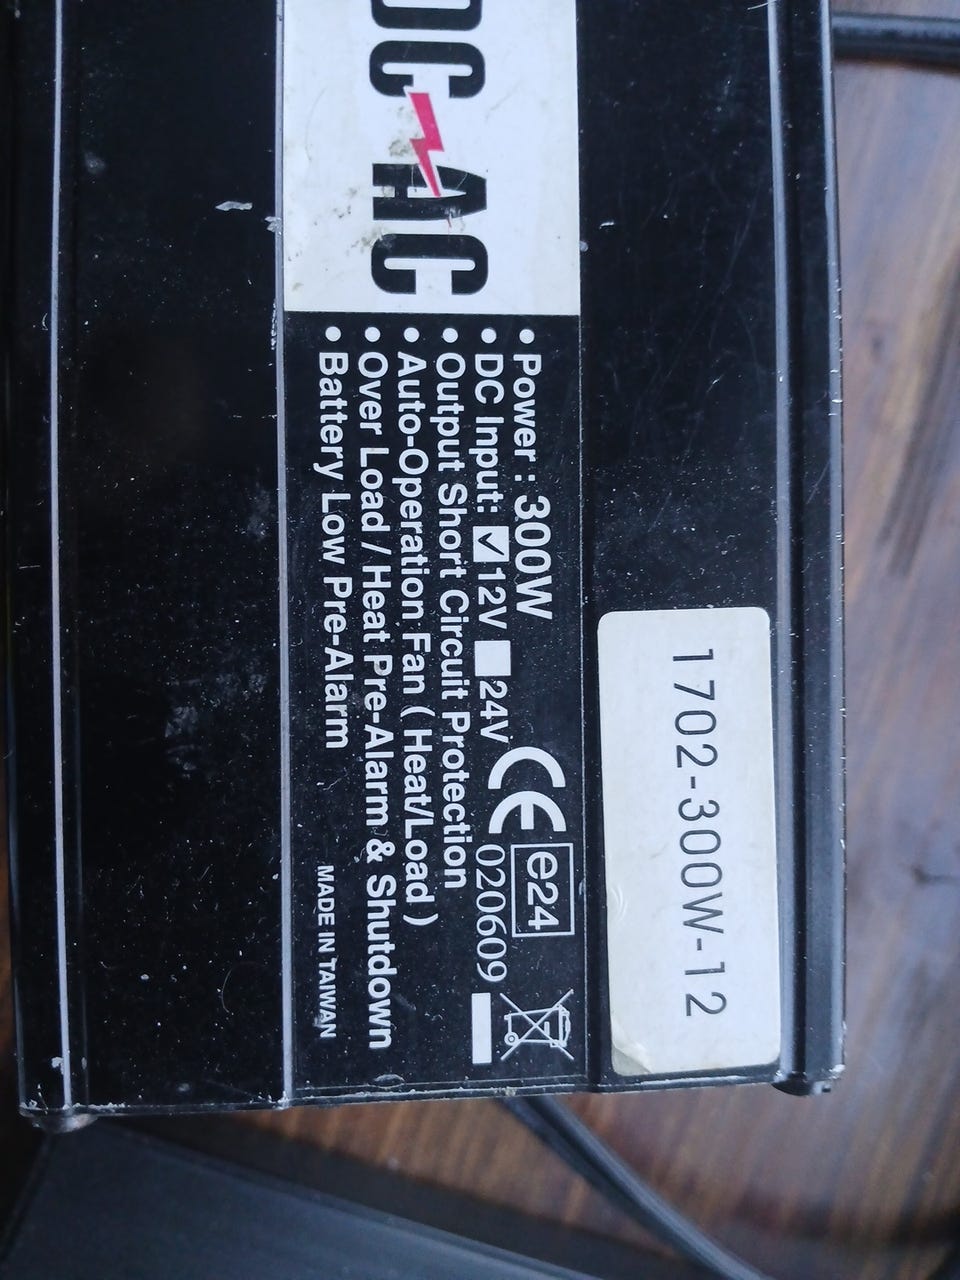 DC AC
• Power : 300W
• DC Input: ☑ 12V ☐ 24V
• Output Short Circuit Protection
• Auto-Operation Fan ( Heat/Load )
• Over Load / Heat Pre-Alarm & Shutdown
• Battery Low Pre-Alarm
CE e24
020609
MADE IN TAIWAN
1702-300W-12